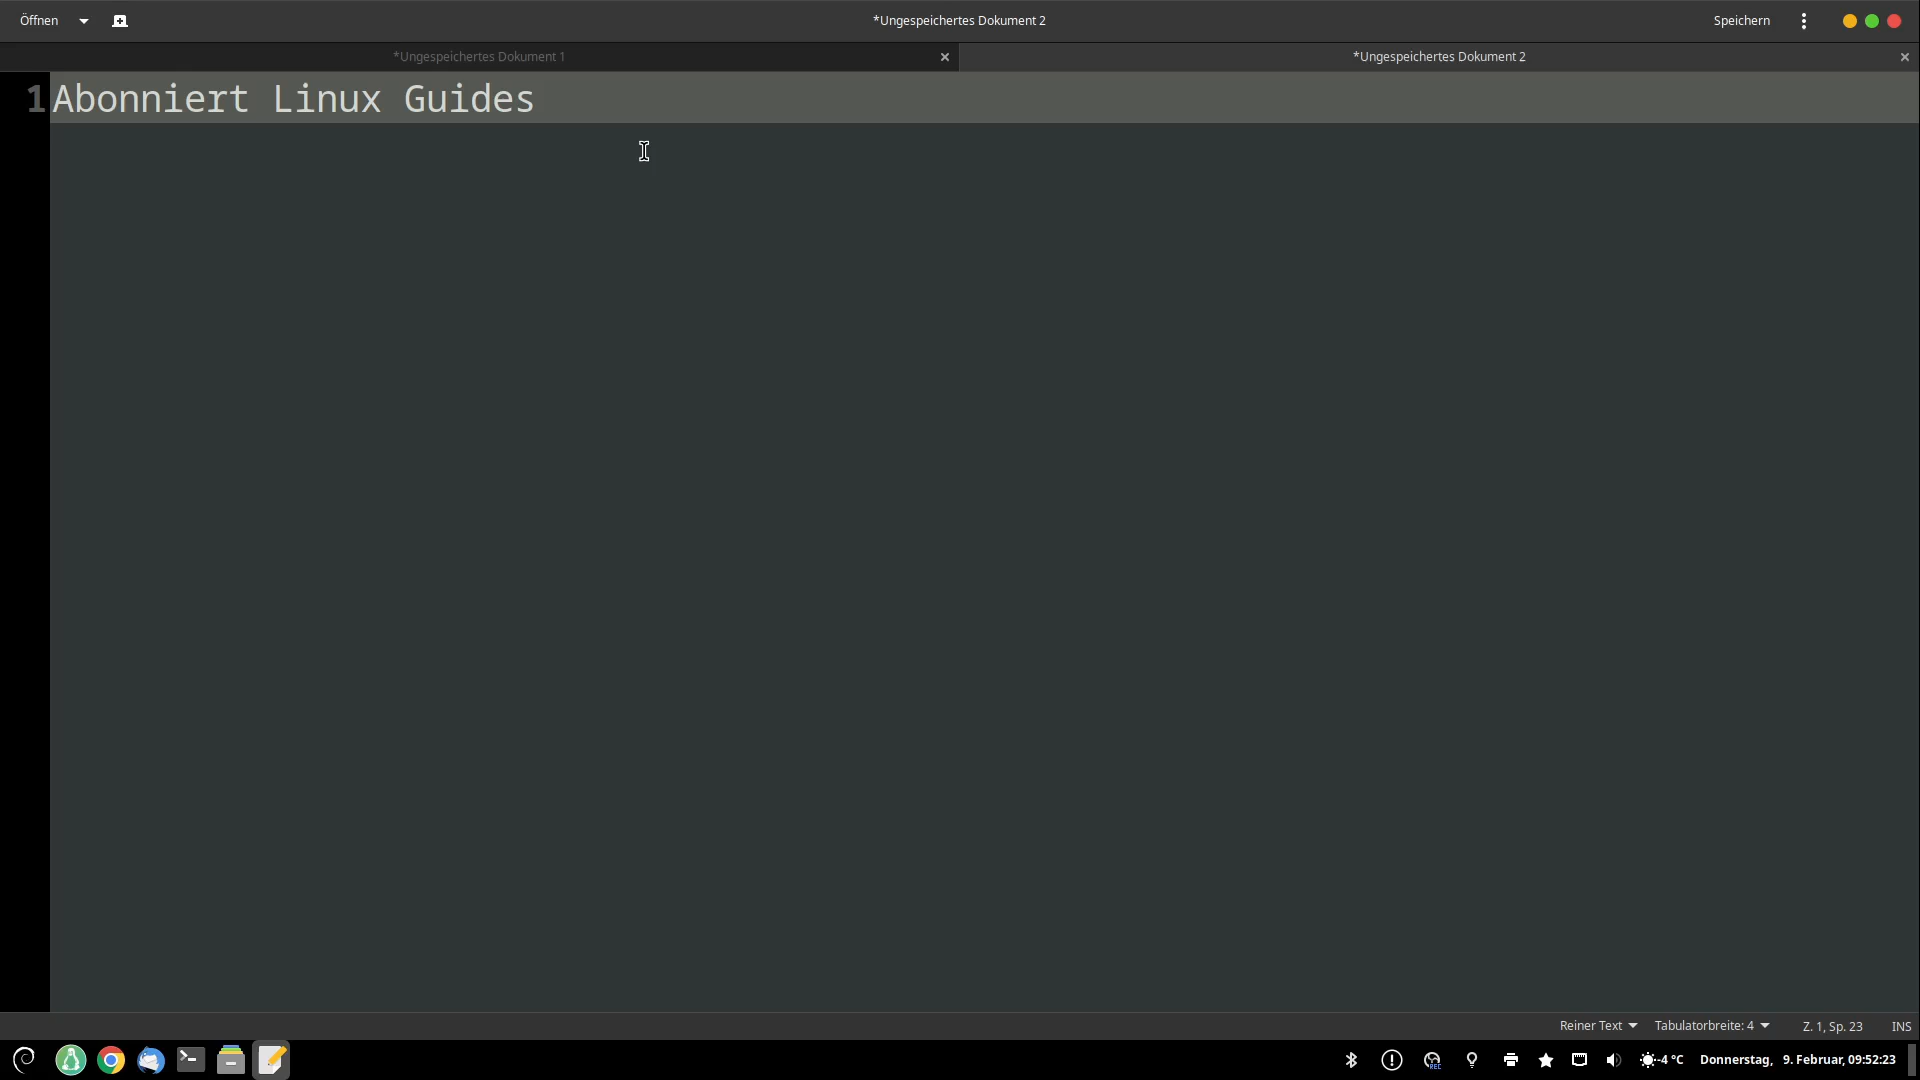 Öffnen
*Ungespeichertes Dokument 2
Speichern
*Ungespeichertes Dokument 1
*Ungespeichertes Dokument 2
1
Abonniert Linux Guides
Reiner Text
Tabulatorbreite: 4
Z. 1, Sp. 23
INS
REC
-4 °C
Donnerstag, 9. Februar, 09:52:23